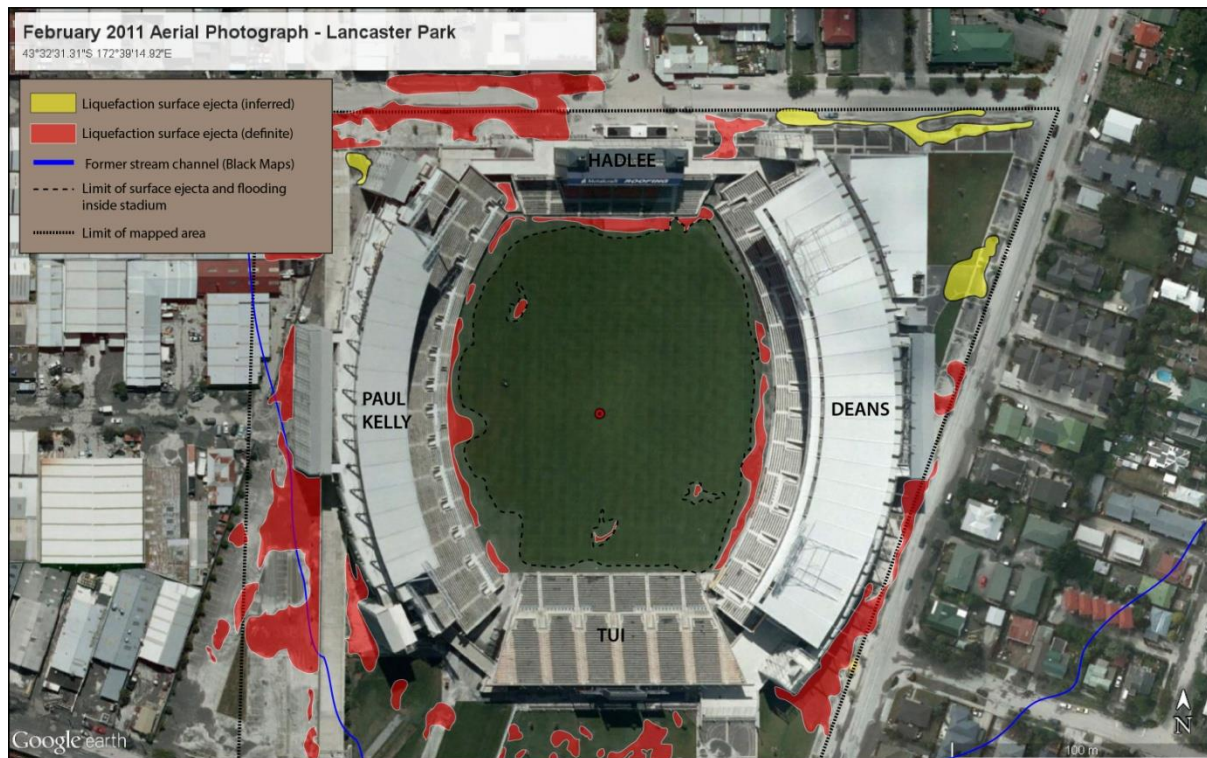 February 2011 Aerial Photograph - Lancaster Park
43°32'31.31"S 172°39'14.92"E
Liquefaction surface ejecta (inferred)
Liquefaction surface ejecta (definite)
Former stream channel (Black Maps)
Limit of surface ejecta and flooding
inside stadium
Limit of mapped area
HADLEE
PAUL
KELLY
DEANS
TUI
N
Google earth
100 m